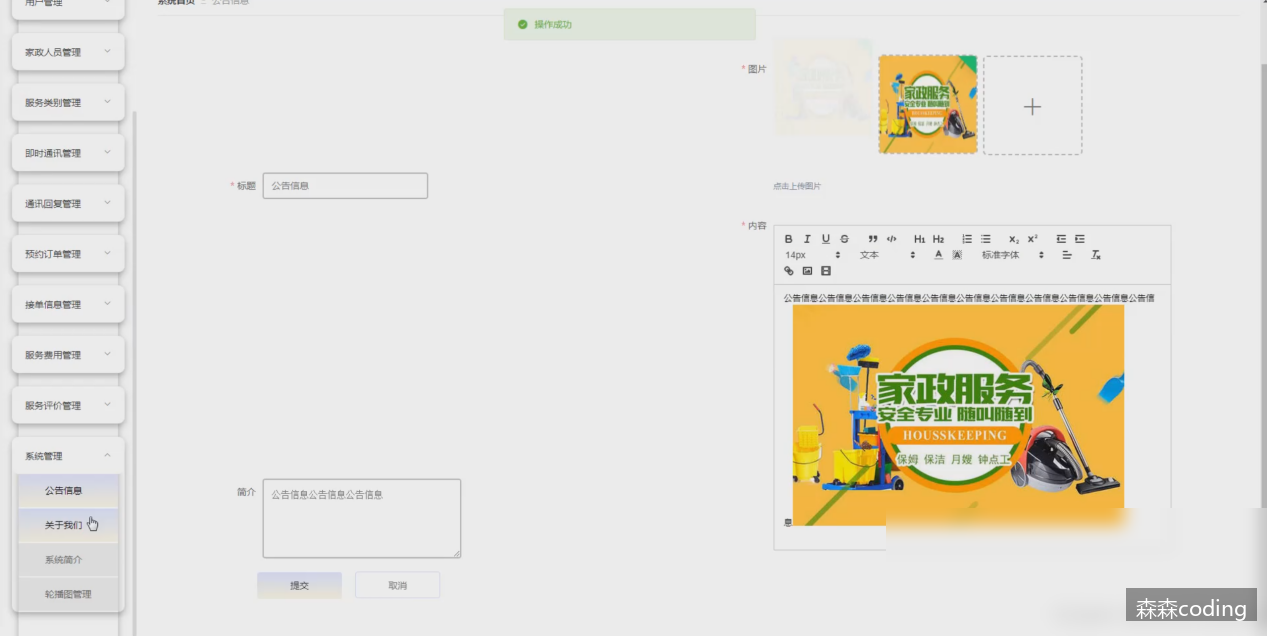 用户管理
系统首页
公告信息
操作成功
家政人员管理
服务类别管理
即时通讯管理
通讯回复管理
预约订单管理
接单信息管理
服务费用管理
服务评价管理
系统管理
公告信息
关于我们
系统简介
轮播图管理
* 图片
家政服务
安全专业 随叫随到
点击上传图片
* 标题
公告信息
* 内容
B I U S H1 H2 X2 X2
14px 文本 A A 标准字体 Tx
公告信息公告信息公告信息公告信息公告信息公告信息公告信息公告信息公告信息公告信息公告信
家政服务
安全专业 随叫随到
HOUSSKEEPING
保姆 保洁 月嫂 钟点工
息
简介
公告信息公告信息公告信息
提交
取消
森森coding